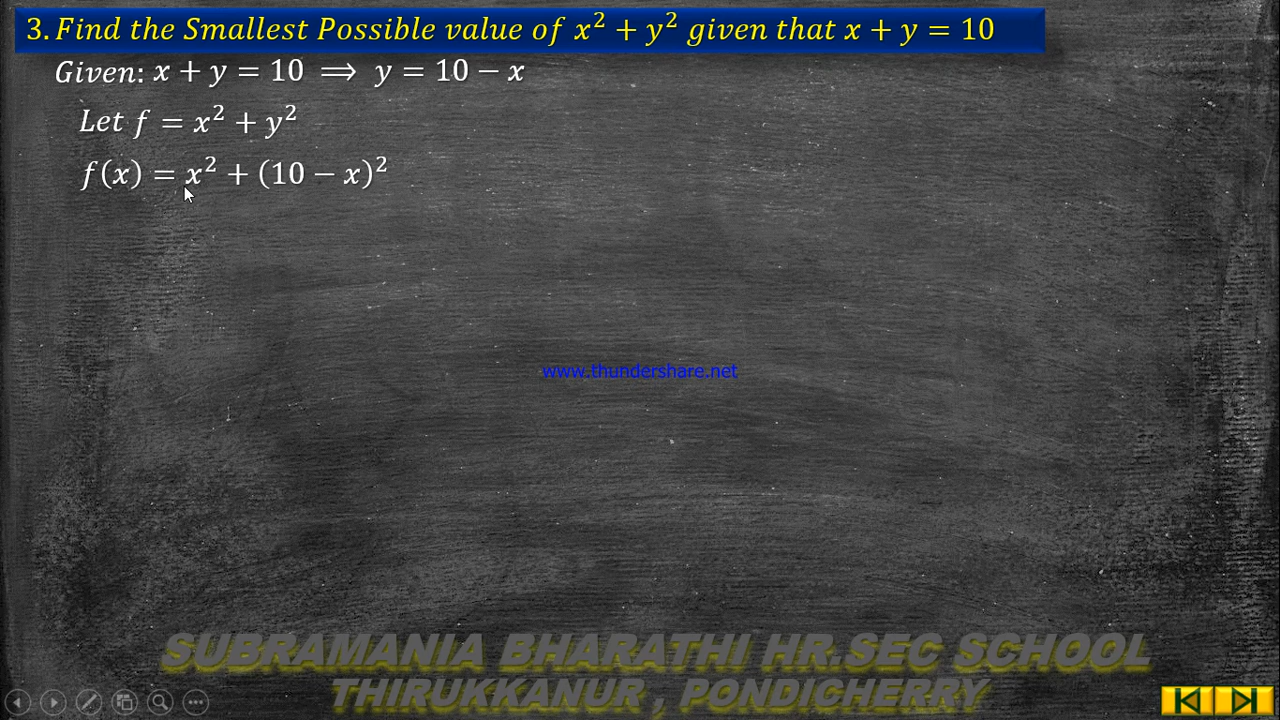 3. Find the Smallest Possible value of x² + y² given that x + y = 10
Given: x + y = 10 ⟹ y = 10 − x
Let f = x² + y²
f(x) = x² + (10 − x)²
www.thundershare.net
SUBRAMANIA BHARATHI HR.SEC SCHOOL
THIRUKKANUR , PONDICHERRY